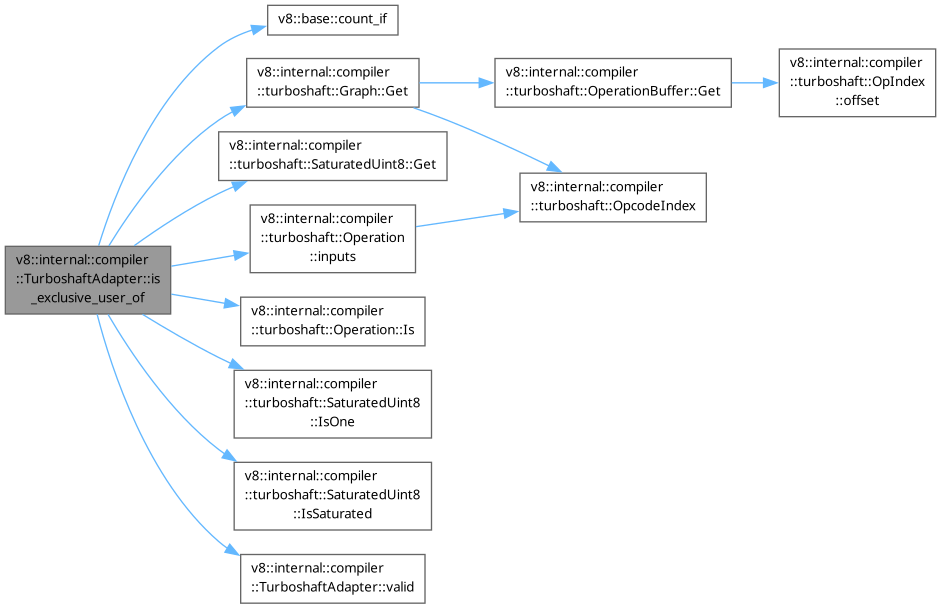 v8::base::count_if
v8::internal::compiler
::turboshaft::Graph::Get
v8::internal::compiler
::turboshaft::OperationBuffer::Get
v8::internal::compiler
::turboshaft::OpIndex
::offset
v8::internal::compiler
::turboshaft::SaturatedUint8::Get
v8::internal::compiler
::turboshaft::OpcodeIndex
v8::internal::compiler
::turboshaft::Operation
::inputs
v8::internal::compiler
::TurboshaftAdapter::is
_exclusive_user_of
v8::internal::compiler
::turboshaft::Operation::Is
v8::internal::compiler
::turboshaft::SaturatedUint8
::IsOne
v8::internal::compiler
::turboshaft::SaturatedUint8
::IsSaturated
v8::internal::compiler
::TurboshaftAdapter::valid